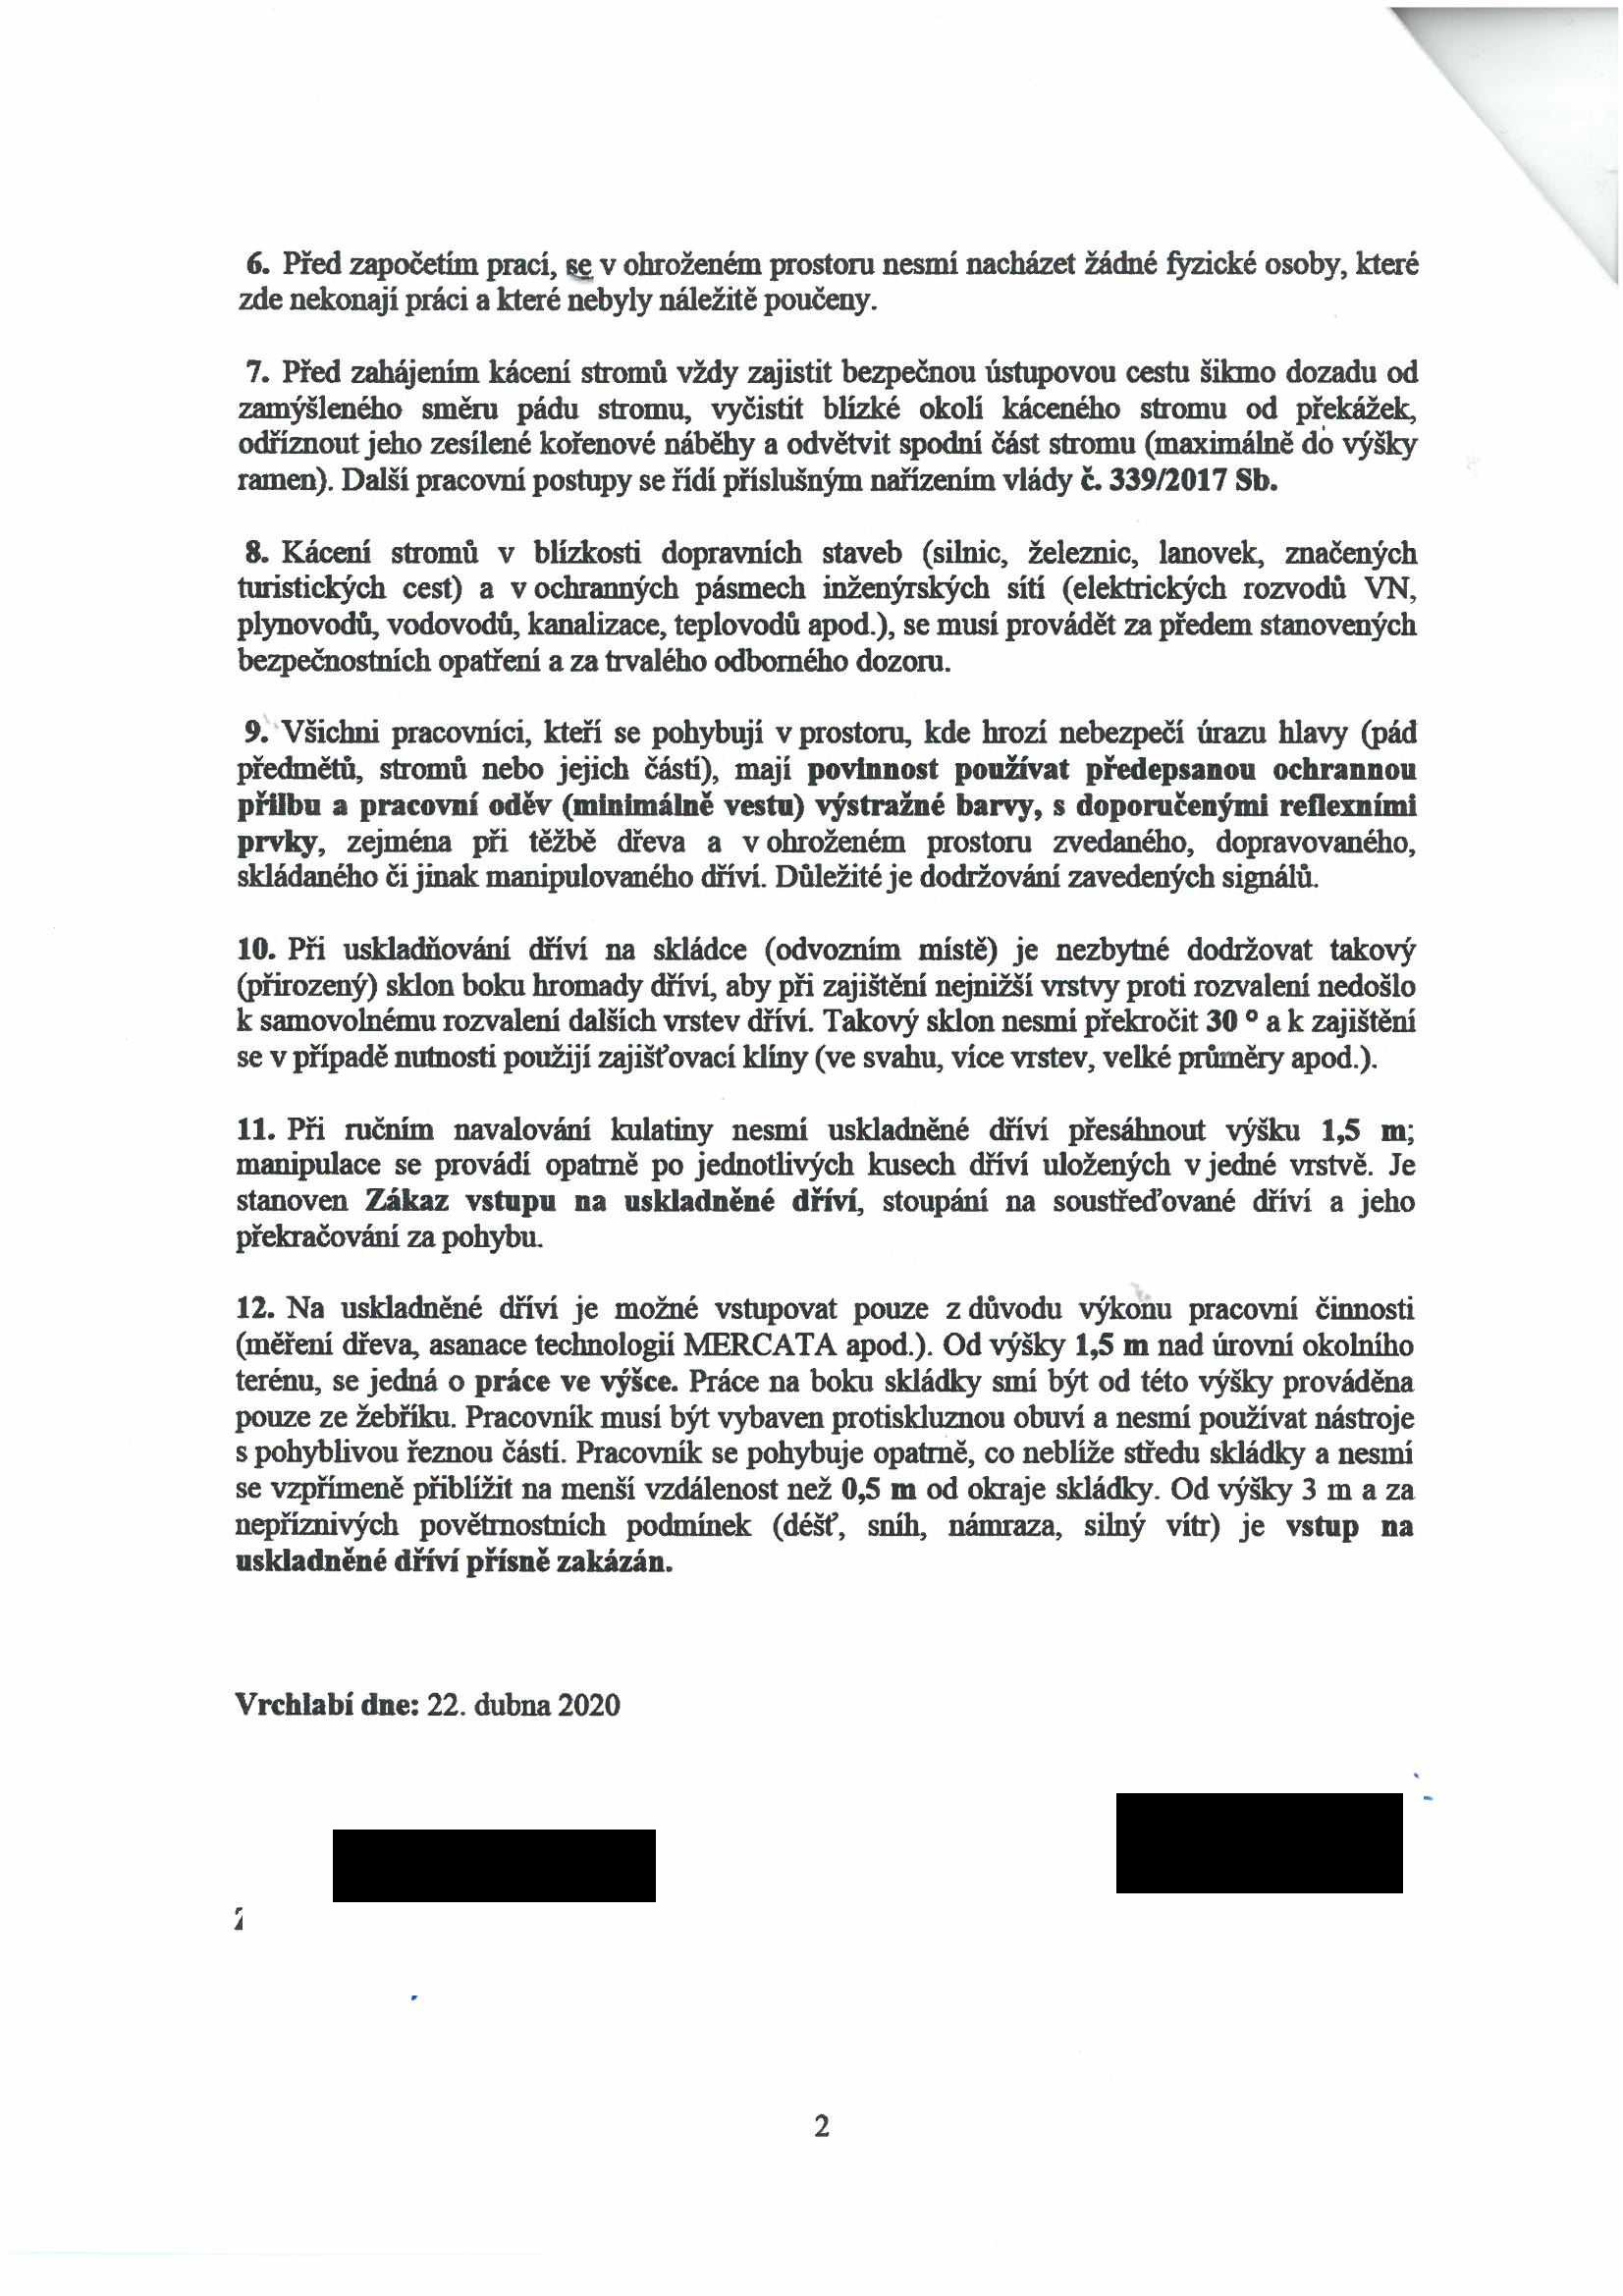 6. Před započetím prací, se v ohroženém prostoru nesmí nacházet žádné fyzické osoby, které
zde nekonají práci a které nebyly náležitě poučeny.
7. Před zahájením kácení stromů vždy zajistit bezpečnou ústupovou cestu šikmo dozadu od
zamýšleného směru pádu stromu, vyčistit blízké okolí káceného stromu od překážek,
odříznout jeho zesílené kořenové náběhy a odvětvit spodní část stromu (maximálně do výšky
ramen). Další pracovní postupy se řídí příslušným nařízením vlády č. 339/2017 Sb.
8. Kácení stromů v blízkosti dopravních staveb (silnic, železnic, lanovek, značených
turistických cest) a v ochranných pásmech inženýrských sítí (elektrických rozvodů VN,
plynovodů, vodovodů, kanalizace, teplovodů apod.), se musí provádět za předem stanovených
bezpečnostních opatření a za trvalého odborného dozoru.
9. Všichni pracovníci, kteří se pohybují v prostoru, kde hrozí nebezpečí úrazu hlavy (pád
předmětů, stromů nebo jejich částí), mají povinnost používat předepsanou ochrannou
přilbu a pracovní oděv (minimálně vestu) výstražné barvy, s doporučenými reflexními
prvky, zejména při těžbě dřeva a v ohroženém prostoru zvedaného, dopravovaného,
skládaného či jinak manipulovaného dříví. Důležité je dodržování zavedených signálů.
10. Při uskladňování dříví na skládce (odvozním místě) je nezbytné dodržovat takový
(přirozený) sklon boku hromady dříví, aby při zajištění nejnižší vrstvy proti rozvalení nedošlo
k samovolnému rozvalení dalších vrstev dříví. Takový sklon nesmí překročit 30 ° a k zajištění
se v případě nutnosti použijí zajišťovací klíny (ve svahu, více vrstev, velké průměry apod.).
11. Při ručním navalování kulatiny nesmí uskladněné dříví přesáhnout výšku 1,5 m;
manipulace se provádí opatrně po jednotlivých kusech dříví uložených v jedné vrstvě. Je
stanoven Zákaz vstupu na uskladněné dříví, stoupání na soustřeďované dříví a jeho
překračování za pohybu.
12. Na uskladněné dříví je možné vstupovat pouze z důvodu výkonu pracovní činnosti
(měření dřeva, asanace technologií MERCATA apod.). Od výšky 1,5 m nad úrovní okolního
terénu, se jedná o práce ve výšce. Práce na boku skládky smí být od této výšky prováděna
pouze ze žebříku. Pracovník musí být vybaven protiskluznou obuví a nesmí používat nástroje
s pohyblivou řeznou částí. Pracovník se pohybuje opatrně, co neblíže středu skládky a nesmí
se vzpřímeně přiblížit na menší vzdálenost než 0,5 m od okraje skládky. Od výšky 3 m a za
nepříznivých povětrnostních podmínek (déšť, sníh, námraza, silný vítr) je vstup na
uskladněné dříví přísně zakázán.
Vrchlabí dne: 22. dubna 2020
2